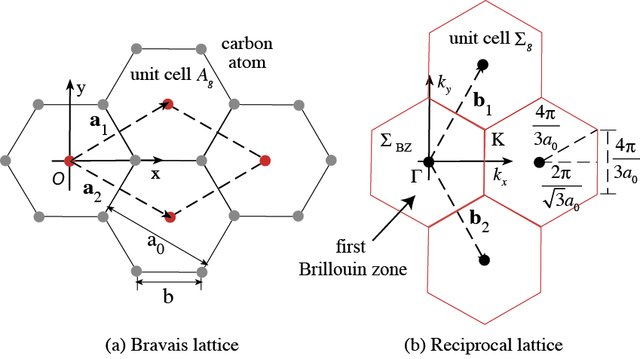 carbon
atom
unit cell A_g
y
a_1
O
x
a_2
a_0
b
(a) Bravais lattice
unit cell Σ_g
k_y
b_1
Σ_BZ
K
4π
3a_0
4π
3a_0
Γ
k_x
2π
√3a_0
b_2
first
Brillouin zone
(b) Reciprocal lattice